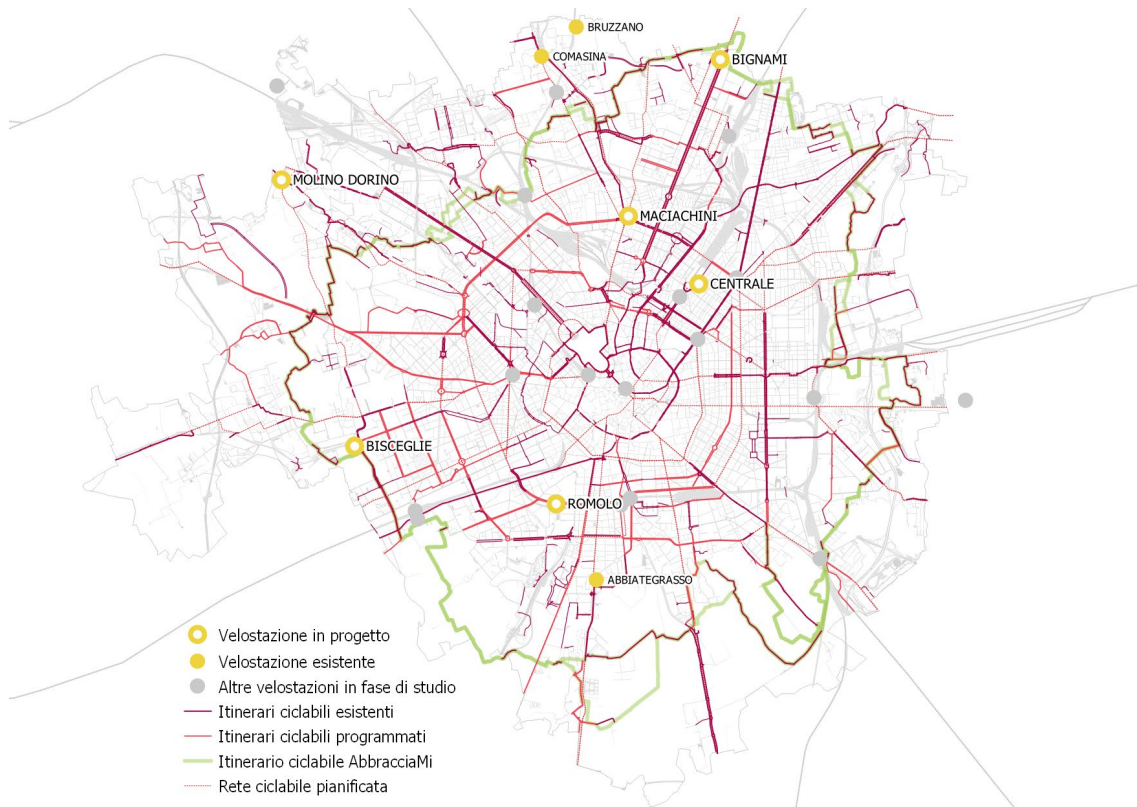 BRUZZANO
COMASINA
BIGNAMI
MOLINO DORINO
MACIACHINI
CENTRALE
BISCEGLIE
ROMOLO
ABBIATEGRASSO
Velostazione in progetto
Velostazione esistente
Altre velostazioni in fase di studio
Itinerari ciclabili esistenti
Itinerari ciclabili programmati
Itinerario ciclabile AbbracciaMi
Rete ciclabile pianificata